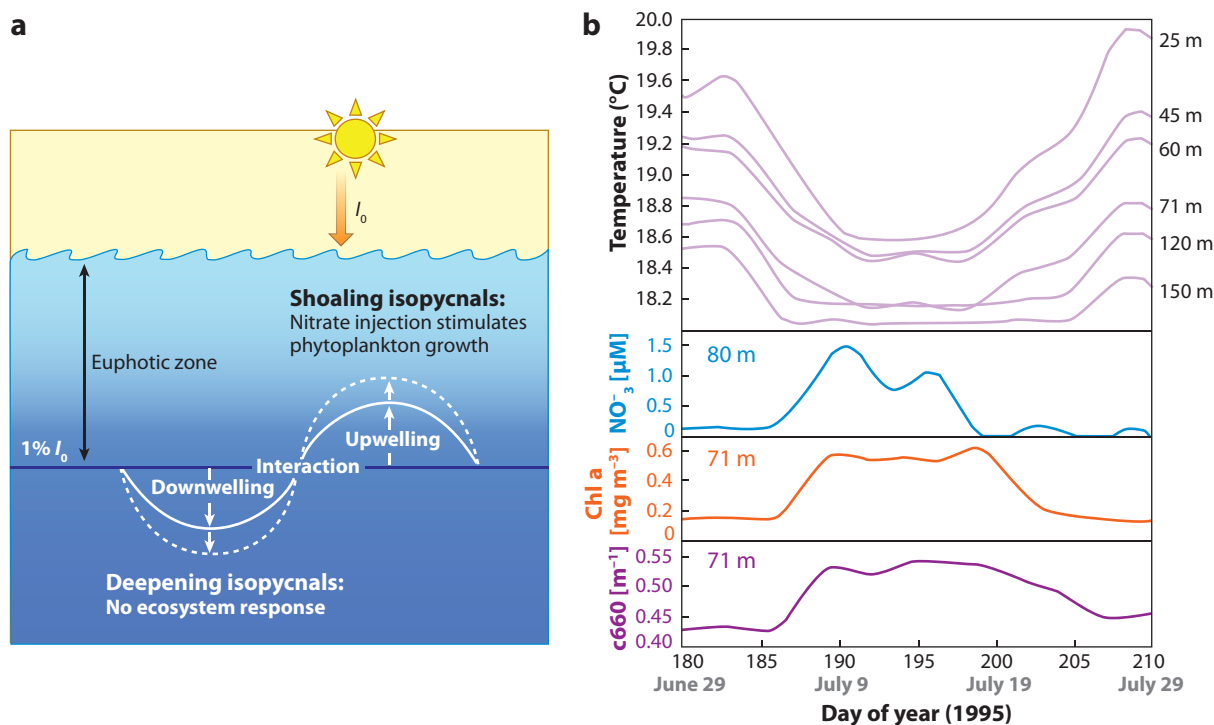 a
I₀
Shoaling isopycnals:
Nitrate injection stimulates
phytoplankton growth
Euphotic zone
1% I₀
Upwelling
Interaction
Downwelling
Deepening isopycnals:
No ecosystem response
b
Temperature (°C)
20.0
19.8
19.6
19.4
19.2
19.0
18.8
18.6
18.4
18.2
25 m
45 m
60 m
71 m
120 m
150 m
NO₃⁻ [μM]
1.5
1.0
0.5
0
80 m
Chl a
[mg m⁻³]
0.6
0.4
0.2
0
71 m
c660 [m⁻¹]
0.55
0.50
0.45
0.40
71 m
180 185 190 195 200 205 210
June 29 July 9 July 19 July 29
Day of year (1995)